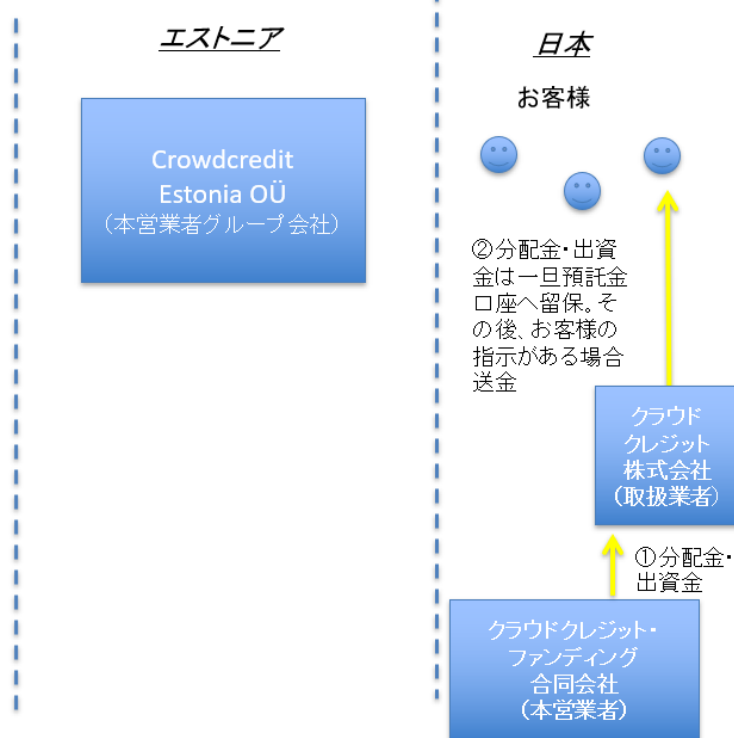 エストニア
Crowdcredit
Estonia OÜ
（本営業者グループ会社）
日本
お客様
②分配金・出資
金は一旦預託金
口座へ留保。そ
の後、お客様の
指示がある場合
送金
クラウド
クレジット
株式会社
（取扱業者）
①分配金・
出資金
クラウドクレジット・
ファンディング
合同会社
（本営業者）